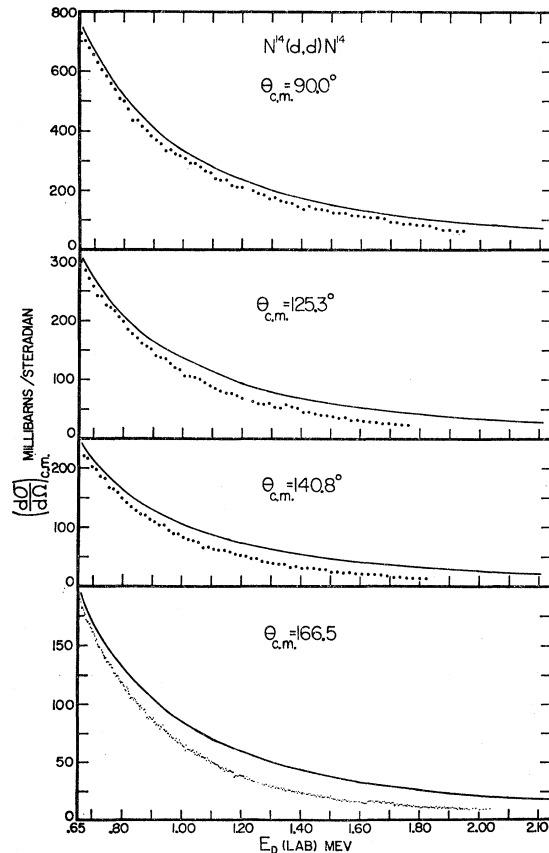 N¹⁴(d,d)N¹⁴
θc.m.=90.0°
800
600
400
200
0
θc.m.=125.3°
300
200
100
0
θc.m.=140.8°
200
100
0
θc.m.=166.5
150
100
50
0
(dσ/dΩ)c.m. MILLIBARNS/STERADIAN
.65 .80 1.00 1.20 1.40 1.60 1.80 2.00 2.10
ED (LAB) MEV